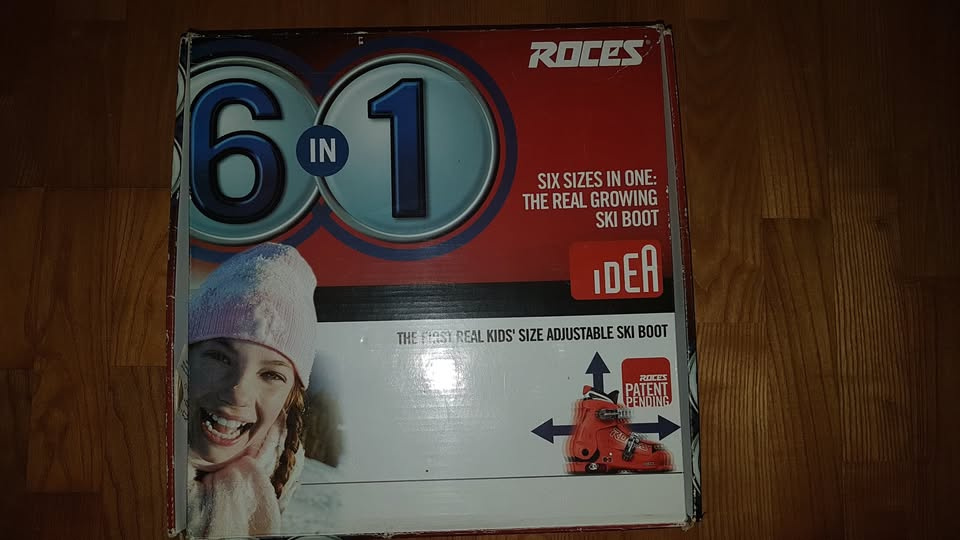 ROCES
6 IN 1
SIX SIZES IN ONE:
THE REAL GROWING
SKI BOOT
IDEA
THE FIRST REAL KIDS' SIZE ADJUSTABLE SKI BOOT
ROCES
PATENT
PENDING